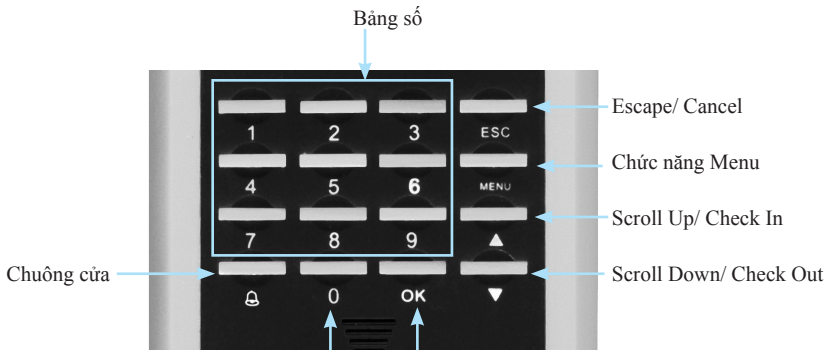 Bảng số
1 2 3 ESC
Escape/ Cancel
4 5 6 MENU
Chức năng Menu
7 8 9
Scroll Up/ Check In
Chuông cửa
0 OK
Scroll Down/ Check Out